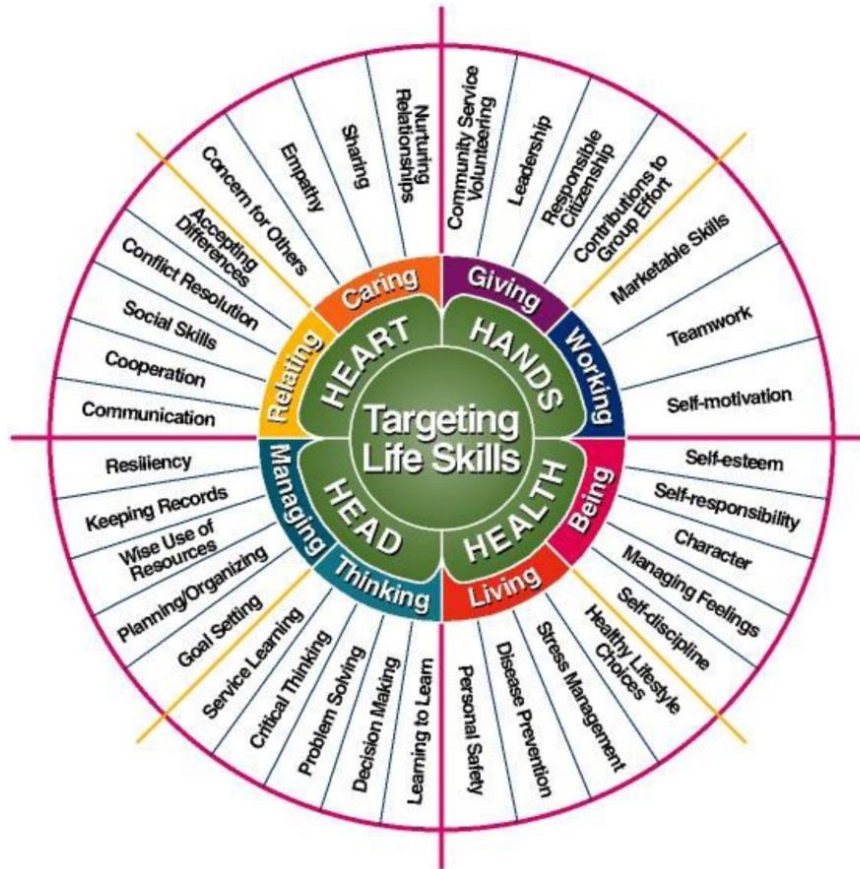 Targeting
Life Skills
HEART
HANDS
HEALTH
HEAD
Caring
Giving
Working
Being
Living
Thinking
Managing
Relating
Concern for Others
Empathy
Sharing
Nurturing
Relationships
Community Service
Volunteering
Leadership
Responsible
Citizenship
Contributions to
Group Effort
Marketable Skills
Teamwork
Self-motivation
Self-esteem
Self-responsibility
Character
Managing Feelings
Self-discipline
Healthy Lifestyle
Choices
Stress Management
Disease Prevention
Personal Safety
Learning to Learn
Decision Making
Problem Solving
Critical Thinking
Service Learning
Goal Setting
Planning/Organizing
Wise Use of
Resources
Keeping Records
Resiliency
Communication
Cooperation
Social Skills
Conflict Resolution
Accepting
Differences